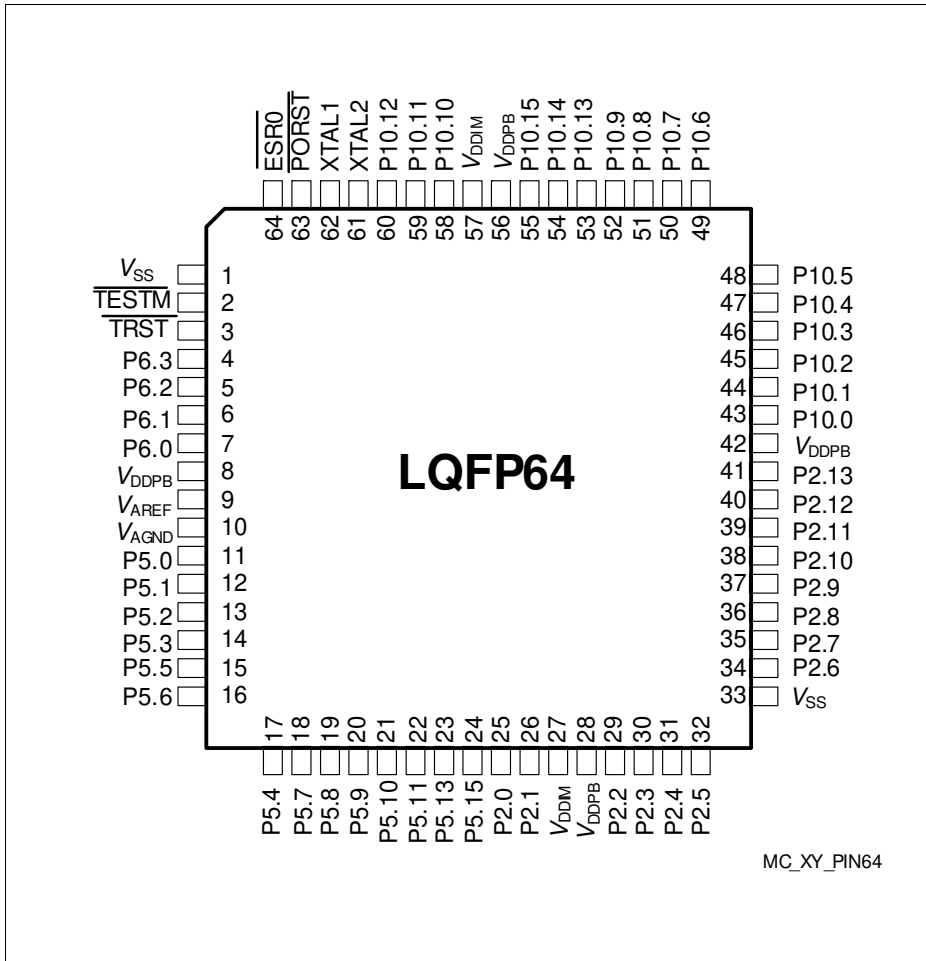 ESR0
PORST
XTAL1
XTAL2
P10.12
P10.11
P10.10
VDDIM
VDDPB
P10.15
P10.14
P10.13
P10.9
P10.8
P10.7
P10.6
64 63 62 61 60 59 58 57 56 55 54 53 52 51 50 49
VSS 1
TESTM 2
TRST 3
P6.3 4
P6.2 5
P6.1 6
P6.0 7
VDDPB 8
VAREF 9
VAGND 10
P5.0 11
P5.1 12
P5.2 13
P5.3 14
P5.5 15
P5.6 16
LQFP64
48 P10.5
47 P10.4
46 P10.3
45 P10.2
44 P10.1
43 P10.0
42 VDDPB
41 P2.13
40 P2.12
39 P2.11
38 P2.10
37 P2.9
36 P2.8
35 P2.7
34 P2.6
33 VSS
17 18 19 20 21 22 23 24 25 26 27 28 29 30 31 32
P5.4
P5.7
P5.8
P5.9
P5.10
P5.11
P5.13
P5.15
P2.0
P2.1
VDDIM
VDDPB
P2.2
P2.3
P2.4
P2.5
MC_XY_PIN64